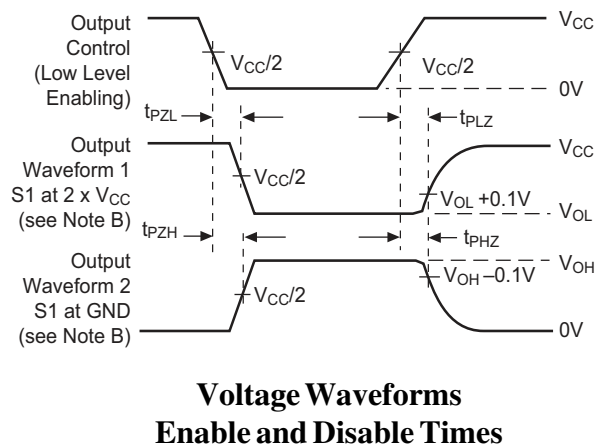 Output
Control
(Low Level
Enabling)
VCC/2
VCC/2
VCC
0V
tPZL
tPLZ
Output
Waveform 1
S1 at 2 x VCC
(see Note B)
VCC/2
VCC
VOL +0.1V
VOL
tPZH
tPHZ
Output
Waveform 2
S1 at GND
(see Note B)
VCC/2
VOH
VOH –0.1V
0V
Voltage Waveforms
Enable and Disable Times